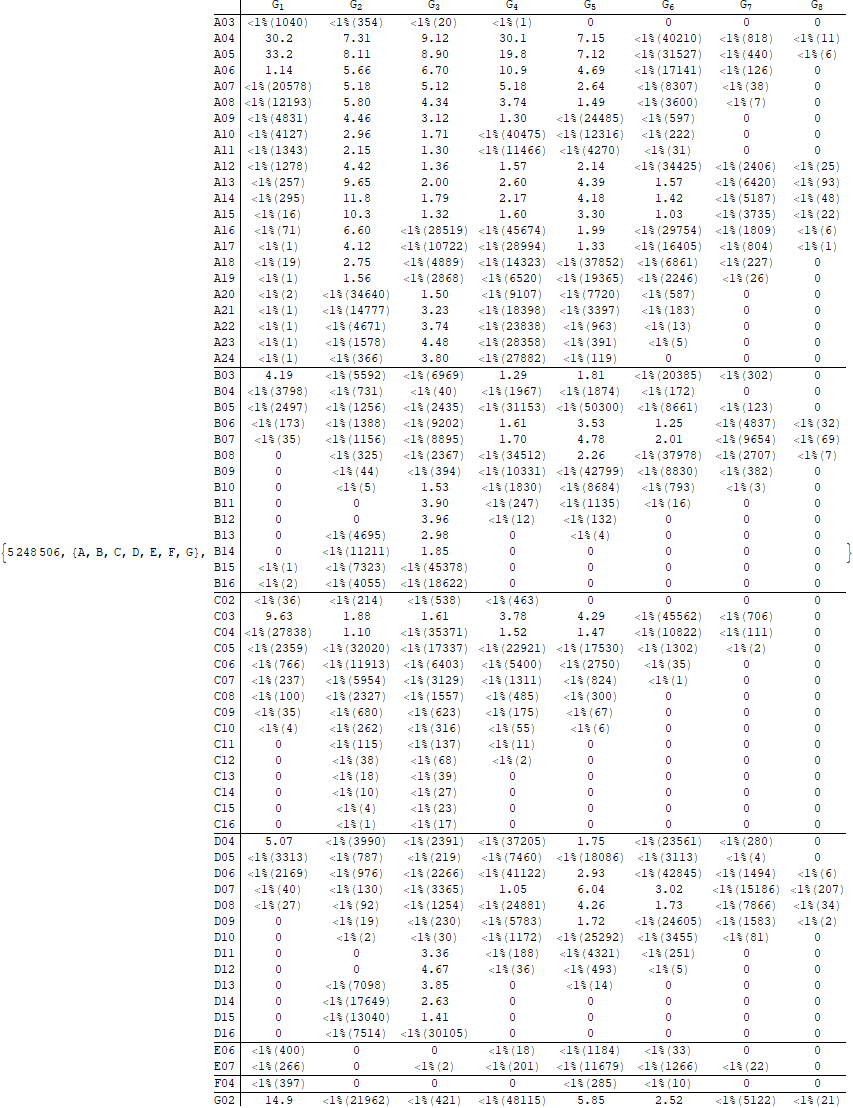 G1 G2 G3 G4 G5 G6 G7 G8
A03 <1%(1040) <1%(354) <1%(20) <1%(1) 0 0 0 0
A04 30.2 7.31 9.12 30.1 7.15 <1%(40210) <1%(818) <1%(11)
A05 33.2 8.11 8.90 19.8 7.12 <1%(31527) <1%(440) <1%(6)
A06 1.14 5.66 6.70 10.9 4.69 <1%(17141) <1%(126) 0
A07 <1%(20578) 5.18 5.12 5.18 2.64 <1%(8307) <1%(38) 0
A08 <1%(12193) 5.80 4.34 3.74 1.49 <1%(3600) <1%(7) 0
A09 <1%(4831) 4.46 3.12 1.30 <1%(24485) <1%(597) 0 0
A10 <1%(4127) 2.96 1.71 <1%(40475) <1%(12316) <1%(222) 0 0
A11 <1%(1343) 2.15 1.30 <1%(11466) <1%(4270) <1%(31) 0 0
A12 <1%(1278) 4.42 1.36 1.57 2.14 <1%(34425) <1%(2406) <1%(25)
A13 <1%(257) 9.65 2.00 2.60 4.39 1.57 <1%(6420) <1%(93)
A14 <1%(295) 11.8 1.79 2.17 4.18 1.42 <1%(5187) <1%(48)
A15 <1%(16) 10.3 1.32 1.60 3.30 1.03 <1%(3735) <1%(22)
A16 <1%(71) 6.60 <1%(28519) <1%(45674) 1.99 <1%(29754) <1%(1809) <1%(6)
A17 <1%(1) 4.12 <1%(10722) <1%(28994) 1.33 <1%(16405) <1%(804) <1%(1)
A18 <1%(19) 2.75 <1%(4889) <1%(14323) <1%(37852) <1%(6861) <1%(227) 0
A19 <1%(1) 1.56 <1%(2868) <1%(6520) <1%(19365) <1%(2246) <1%(26) 0
A20 <1%(2) <1%(34640) 1.50 <1%(9107) <1%(7720) <1%(587) 0 0
A21 <1%(1) <1%(14777) 3.23 <1%(18398) <1%(3397) <1%(183) 0 0
A22 <1%(1) <1%(4671) 3.74 <1%(23838) <1%(963) <1%(13) 0 0
A23 <1%(1) <1%(1578) 4.48 <1%(28358) <1%(391) <1%(5) 0 0
A24 <1%(1) <1%(366) 3.80 <1%(27882) <1%(119) 0 0 0
B03 4.19 <1%(5592) <1%(6969) 1.29 1.81 <1%(20385) <1%(302) 0
B04 <1%(3798) <1%(731) <1%(40) <1%(1967) <1%(1874) <1%(172) 0 0
B05 <1%(2497) <1%(1256) <1%(2435) <1%(31153) <1%(50300) <1%(8661) <1%(123) 0
B06 <1%(173) <1%(1388) <1%(9202) 1.61 3.53 1.25 <1%(4837) <1%(32)
B07 <1%(35) <1%(1156) <1%(8895) 1.70 4.78 2.01 <1%(9654) <1%(69)
B08 0 <1%(325) <1%(2367) <1%(34512) 2.26 <1%(37978) <1%(2707) <1%(7)
B09 0 <1%(44) <1%(394) <1%(10331) <1%(42799) <1%(8830) <1%(382) 0
B10 0 <1%(5) 1.53 <1%(1830) <1%(8684) <1%(793) <1%(3) 0
B11 0 0 3.90 <1%(247) <1%(1135) <1%(16) 0 0
B12 0 0 3.96 <1%(12) <1%(132) 0 0 0
B13 0 <1%(4695) 2.98 0 <1%(4) 0 0 0
{5248506, {A, B, C, D, E, F, G}, B14 0 <1%(11211) 1.85 0 0 0 0 0 }
B15 <1%(1) <1%(7323) <1%(45378) 0 0 0 0 0
B16 <1%(2) <1%(4055) <1%(18622) 0 0 0 0 0
C02 <1%(36) <1%(214) <1%(538) <1%(463) 0 0 0 0
C03 9.63 1.88 1.61 3.78 4.29 <1%(45562) <1%(706) 0
C04 <1%(27838) 1.10 <1%(35371) 1.52 1.47 <1%(10822) <1%(111) 0
C05 <1%(2359) <1%(32020) <1%(17337) <1%(22921) <1%(17530) <1%(1302) <1%(2) 0
C06 <1%(766) <1%(11913) <1%(6403) <1%(5400) <1%(2750) <1%(35) 0 0
C07 <1%(237) <1%(5954) <1%(3129) <1%(1311) <1%(824) <1%(1) 0 0
C08 <1%(100) <1%(2327) <1%(1557) <1%(485) <1%(300) 0 0 0
C09 <1%(35) <1%(680) <1%(623) <1%(175) <1%(67) 0 0 0
C10 <1%(4) <1%(262) <1%(316) <1%(55) <1%(6) 0 0 0
C11 0 <1%(115) <1%(137) <1%(11) 0 0 0 0
C12 0 <1%(38) <1%(68) <1%(2) 0 0 0 0
C13 0 <1%(18) <1%(39) 0 0 0 0 0
C14 0 <1%(10) <1%(27) 0 0 0 0 0
C15 0 <1%(4) <1%(23) 0 0 0 0 0
C16 0 <1%(1) <1%(17) 0 0 0 0 0
D04 5.07 <1%(3990) <1%(2391) <1%(37205) 1.75 <1%(23561) <1%(280) 0
D05 <1%(3313) <1%(787) <1%(219) <1%(7460) <1%(18086) <1%(3113) <1%(4) 0
D06 <1%(2169) <1%(976) <1%(2266) <1%(41122) 2.93 <1%(42845) <1%(1494) <1%(6)
D07 <1%(40) <1%(130) <1%(3365) 1.05 6.04 3.02 <1%(15186) <1%(207)
D08 <1%(27) <1%(92) <1%(1254) <1%(24881) 4.26 1.73 <1%(7866) <1%(34)
D09 0 <1%(19) <1%(230) <1%(5783) 1.72 <1%(24605) <1%(1583) <1%(2)
D10 0 <1%(2) <1%(30) <1%(1172) <1%(25292) <1%(3455) <1%(81) 0
D11 0 0 3.36 <1%(188) <1%(4321) <1%(251) 0 0
D12 0 0 4.67 <1%(36) <1%(493) <1%(5) 0 0
D13 0 <1%(7098) 3.85 0 <1%(14) 0 0 0
D14 0 <1%(17649) 2.63 0 0 0 0 0
D15 0 <1%(13040) 1.41 0 0 0 0 0
D16 0 <1%(7514) <1%(30105) 0 0 0 0 0
E06 <1%(400) 0 0 <1%(18) <1%(1184) <1%(33) 0 0
E07 <1%(266) 0 <1%(2) <1%(201) <1%(11679) <1%(1266) <1%(22) 0
F04 <1%(397) 0 0 0 <1%(285) <1%(10) 0 0
G02 14.9 <1%(21962) <1%(421) <1%(48115) 5.85 2.52 <1%(5122) <1%(21)